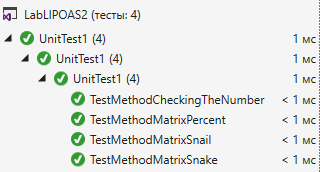 LabLIPOAS2 (тесты: 4)
UnitTest1 (4) 1 мс
UnitTest1 (4) 1 мс
UnitTest1 (4) 1 мс
TestMethodCheckingTheNumber < 1 мс
TestMethodMatrixPercent < 1 мс
TestMethodMatrixSnail < 1 мс
TestMethodMatrixSnake < 1 мс